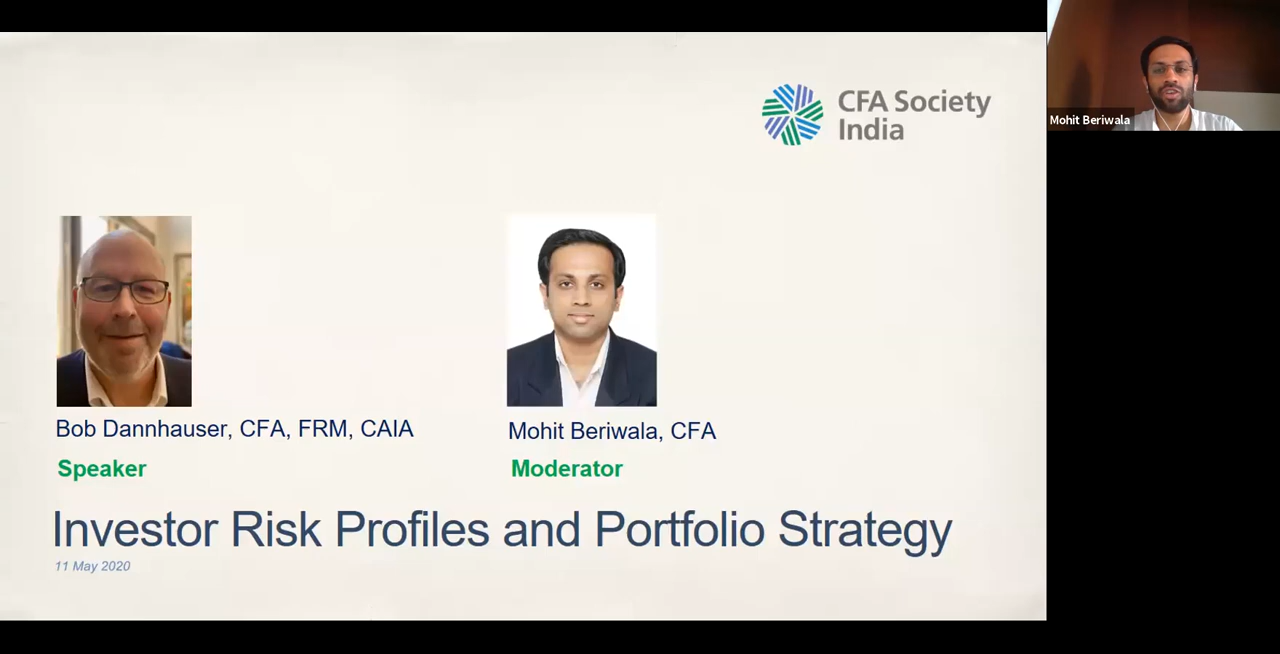 CFA Society
India
Mohit Beriwala
Bob Dannhauser, CFA, FRM, CAIA
Speaker
Mohit Beriwala, CFA
Moderator
Investor Risk Profiles and Portfolio Strategy
11 May 2020